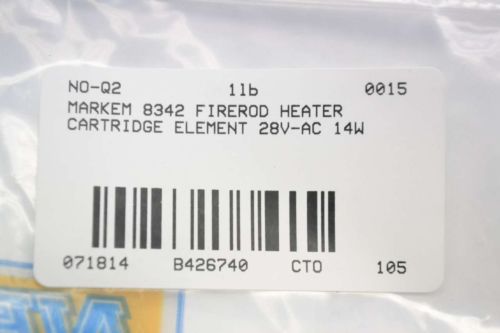 NO-Q2 1lb 0015
MARKEM 8342 FIREROD HEATER
CARTRIDGE ELEMENT 28V-AC 14W
071814 B426740 CTO 105